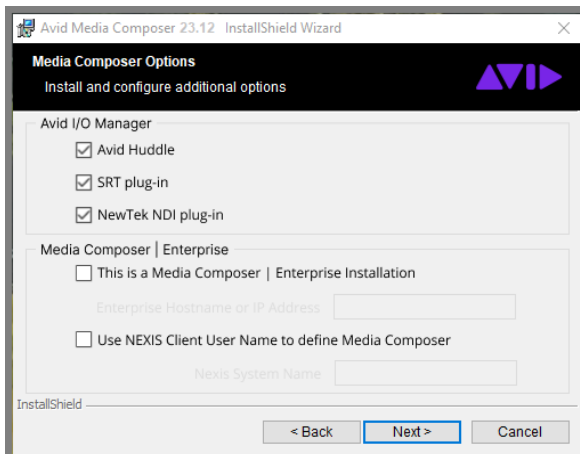 Avid Media Composer 23.12 InstallShield Wizard
Media Composer Options
Install and configure additional options
AVID
Avid I/O Manager
Avid Huddle
SRT plug-in
NewTek NDI plug-in
Media Composer | Enterprise
This is a Media Composer | Enterprise Installation
Enterprise Hostname or IP Address
Use NEXIS Client User Name to define Media Composer
Nexis System Name
InstallShield
< Back Next > Cancel